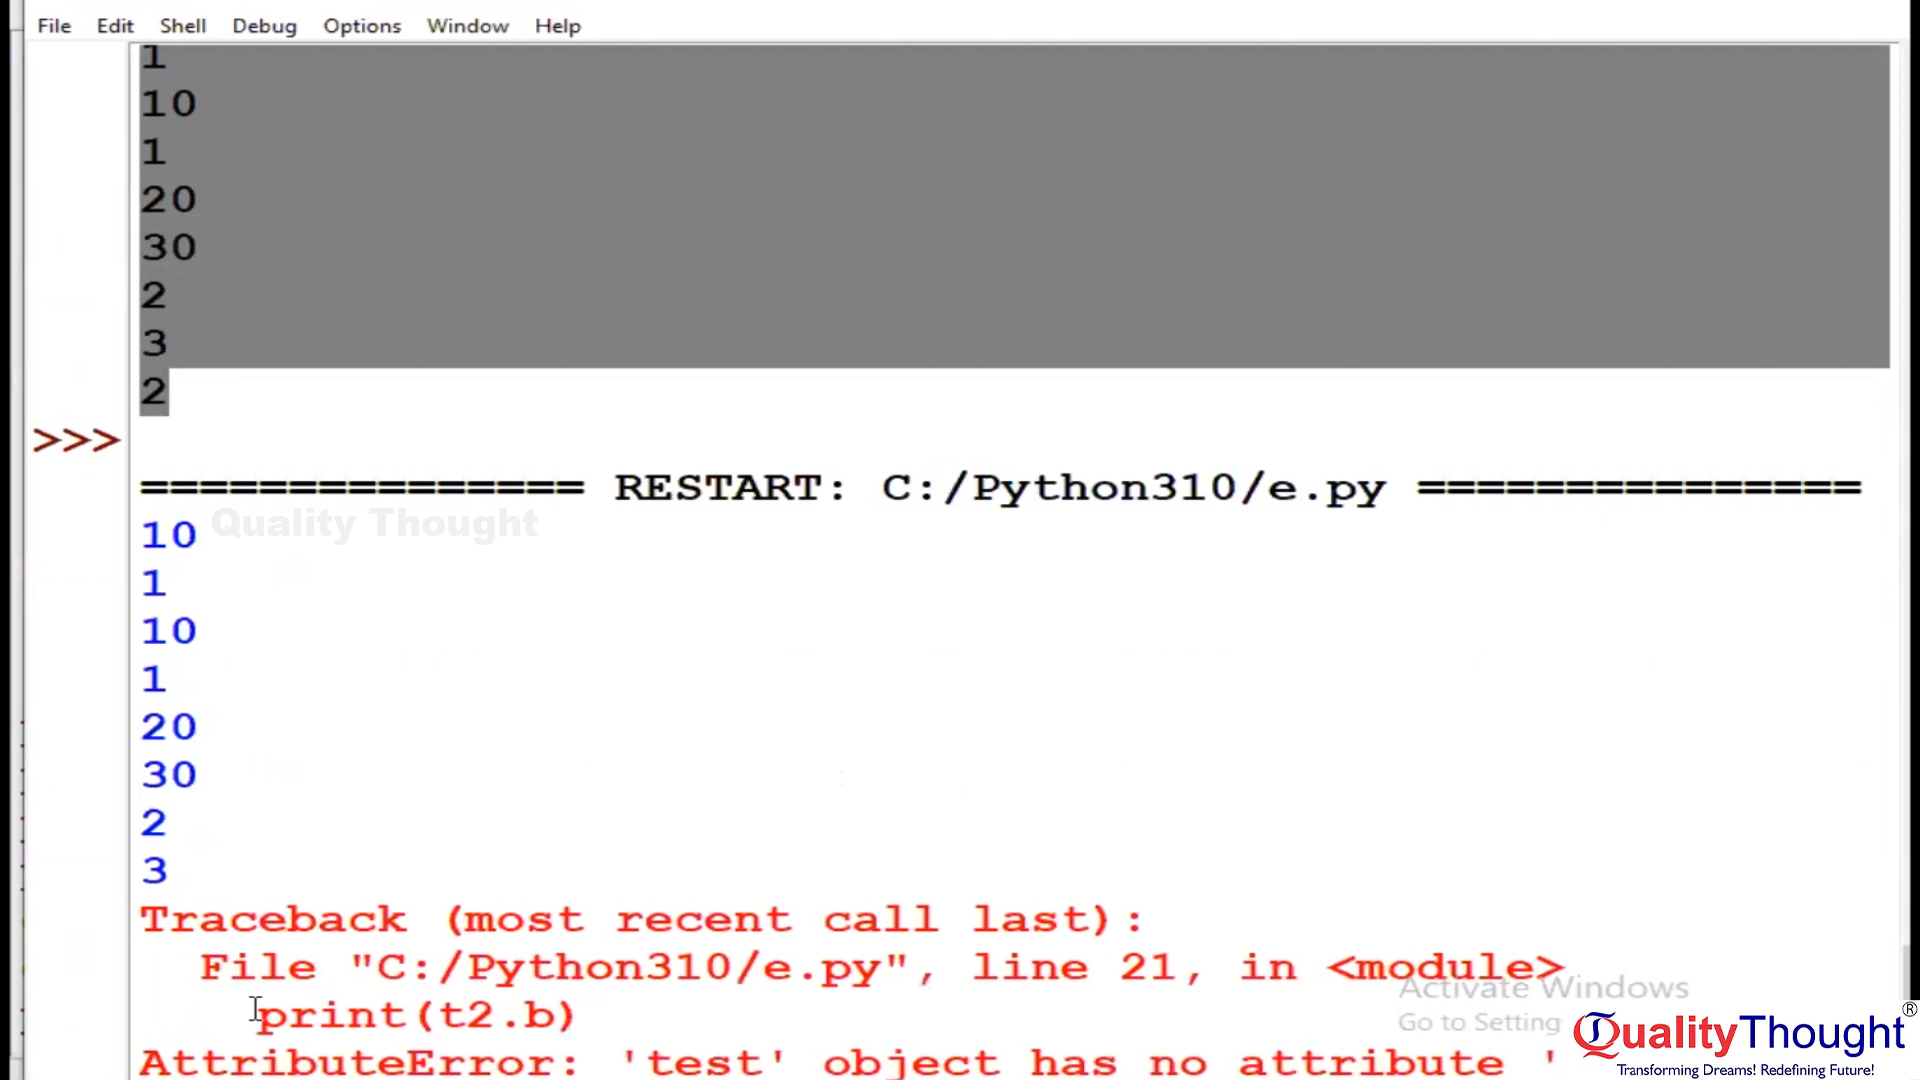 File Edit Shell Debug Options Window Help
1
10
1
20
30
2
3
2
>>>
=============== RESTART: C:/Python310/e.py ===============
Quality Thought
10
1
10
1
20
30
2
3
Traceback (most recent call last):
File "C:/Python310/e.py", line 21, in <module>
print(t2.b)
AttributeError: 'test' object has no attribute '
Activate Windows
Go to Setting
QualityThought®
Transforming Dreams! Redefining Future!